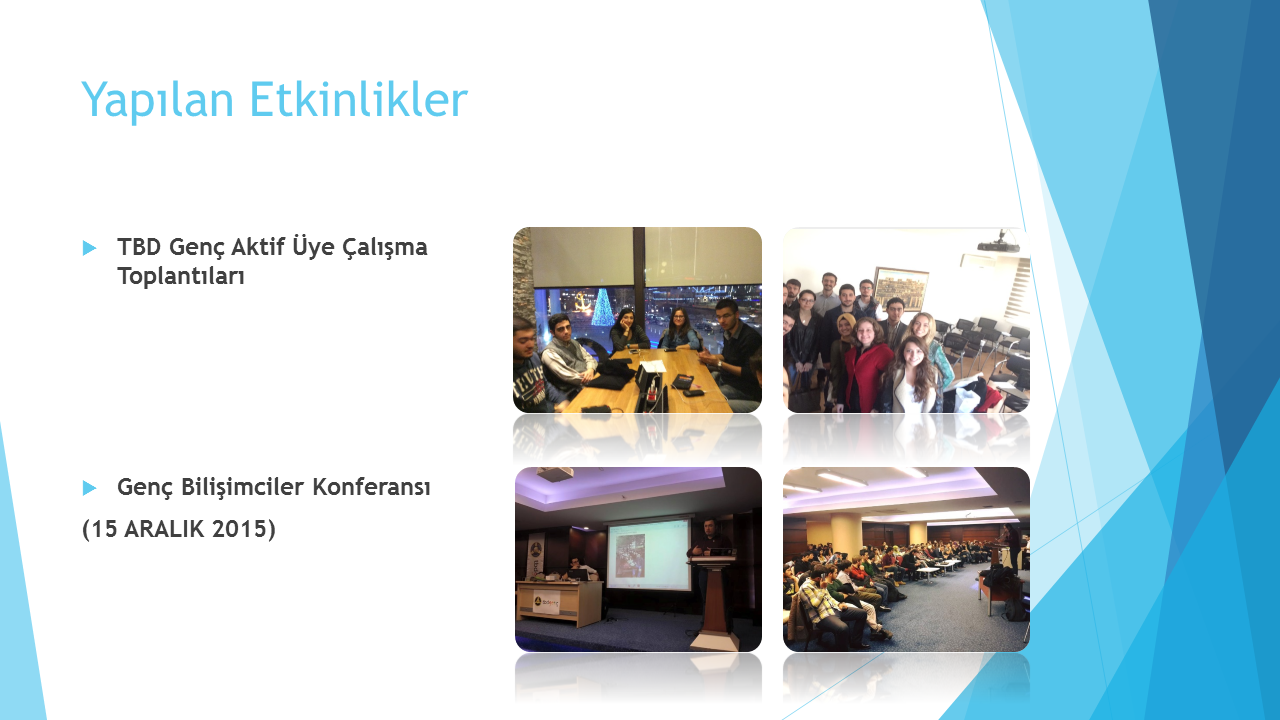 Yapılan Etkinlikler
TBD Genç Aktif Üye Çalışma
Toplantıları
Genç Bilişimciler Konferansı
(15 ARALIK 2015)